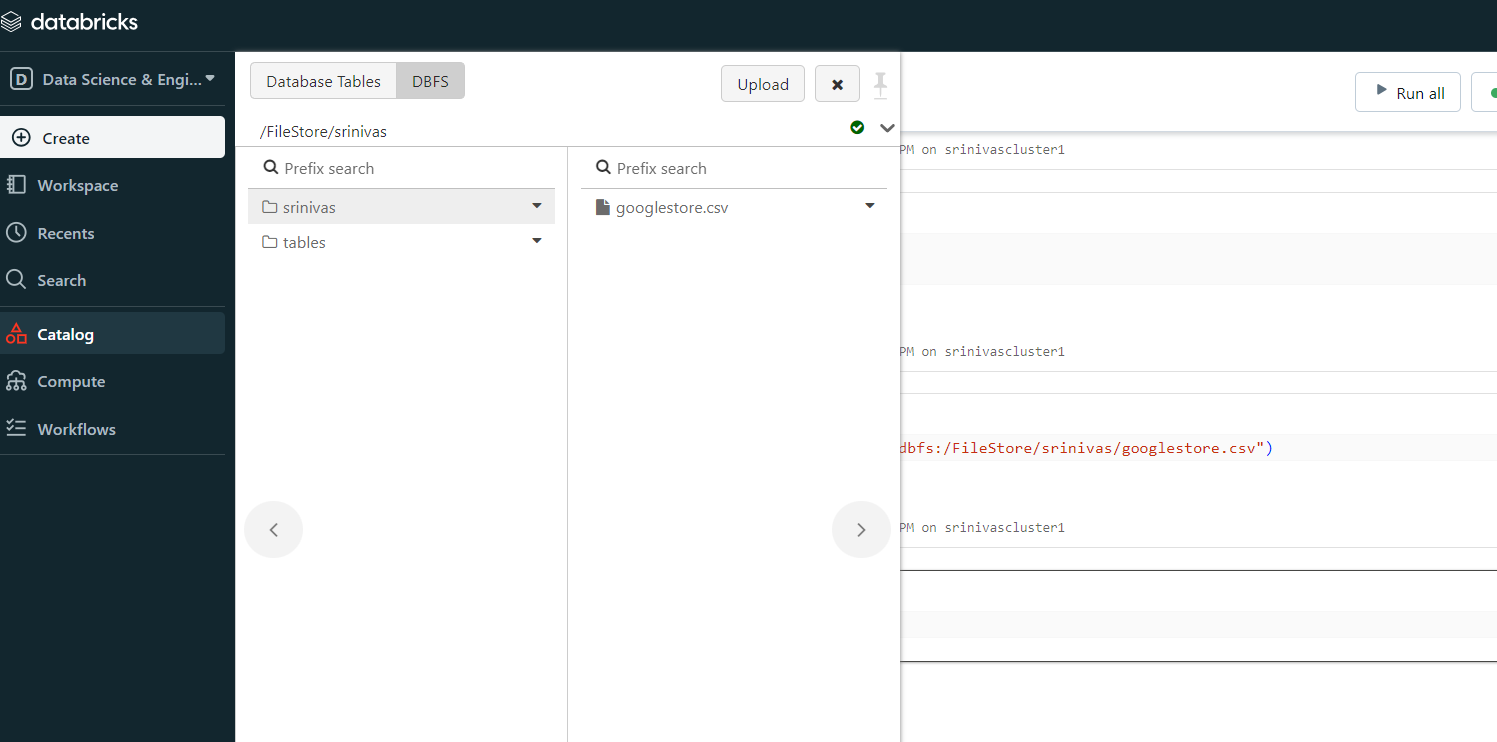 databricks
D Data Science & Engi...
Create
Workspace
Recents
Search
Catalog
Compute
Workflows
Database Tables
DBFS
Upload
/FileStore/srinivas
Prefix search
srinivas
tables
Prefix search
googlestore.csv
Run all
PM on srinivascluster1
PM on srinivascluster1
dbfs:/FileStore/srinivas/googlestore.csv")
PM on srinivascluster1